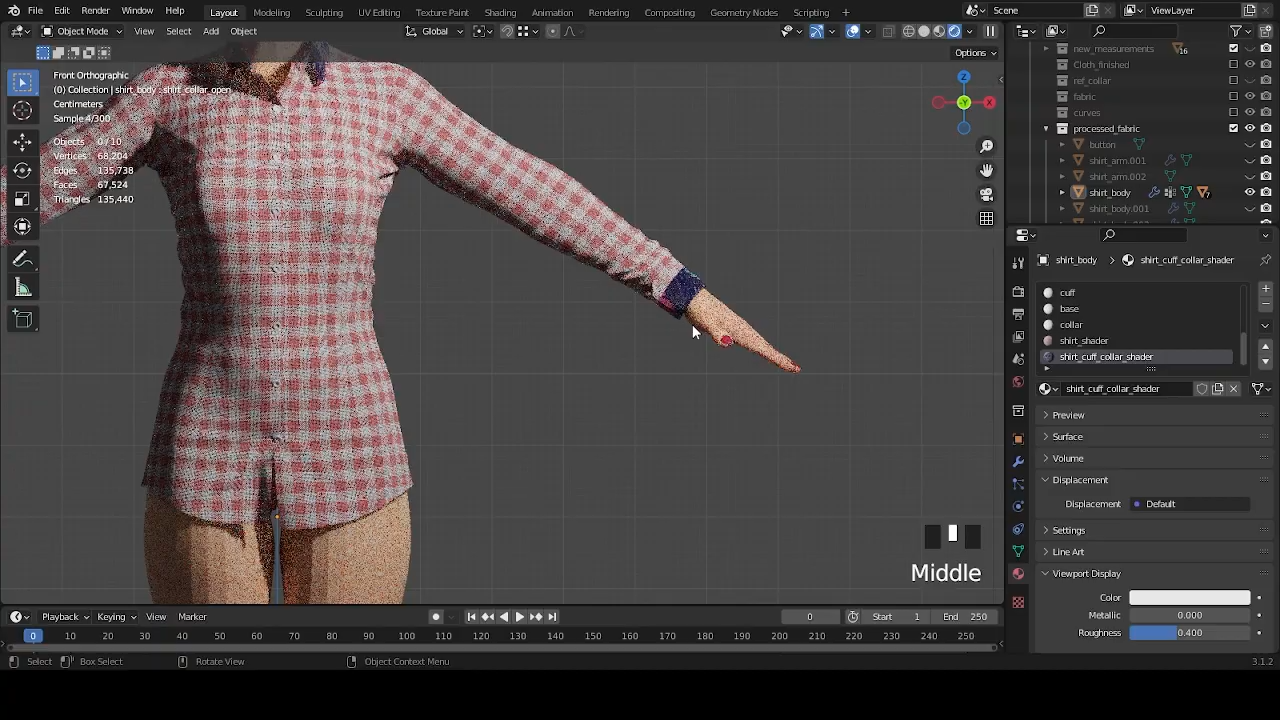 File Edit Render Window Help Layout Modeling Sculpting UV Editing Texture Paint Shading Animation Rendering Compositing Geometry Nodes Scripting + Scene ViewLayer
Object Mode View Select Add Object Global
Options
Front Orthographic
(0) Collection | shirt_body : shirt_collar_open
Centimeters
Sample 4/300
Objects 0 / 10
Vertices 68,204
Edges 135,738
Faces 67,524
Triangles 135,440
Z
X
-Y
new_measurements 16
Cloth_finished
ref_collar
fabric
curves
processed_fabric
button
shirt_arm.001
shirt_arm.002
shirt_body
shirt_body.001
shirt_body > shirt_cuff_collar_shader
cuff
base
collar
shirt_shader
shirt_cuff_collar_shader
shirt_cuff_collar_shader
Preview
Surface
Volume
Displacement
Displacement Default
Settings
Line Art
Viewport Display
Color
Metallic 0.000
Roughness 0.400
Middle
Playback Keying View Marker 0 Start 1 End 250
0 10 20 30 40 50 60 70 80 90 100 110 120 130 140 150 160 170 180 190 200 210 220 230 240 250
Select Box Select Rotate View Object Context Menu 3.1.2